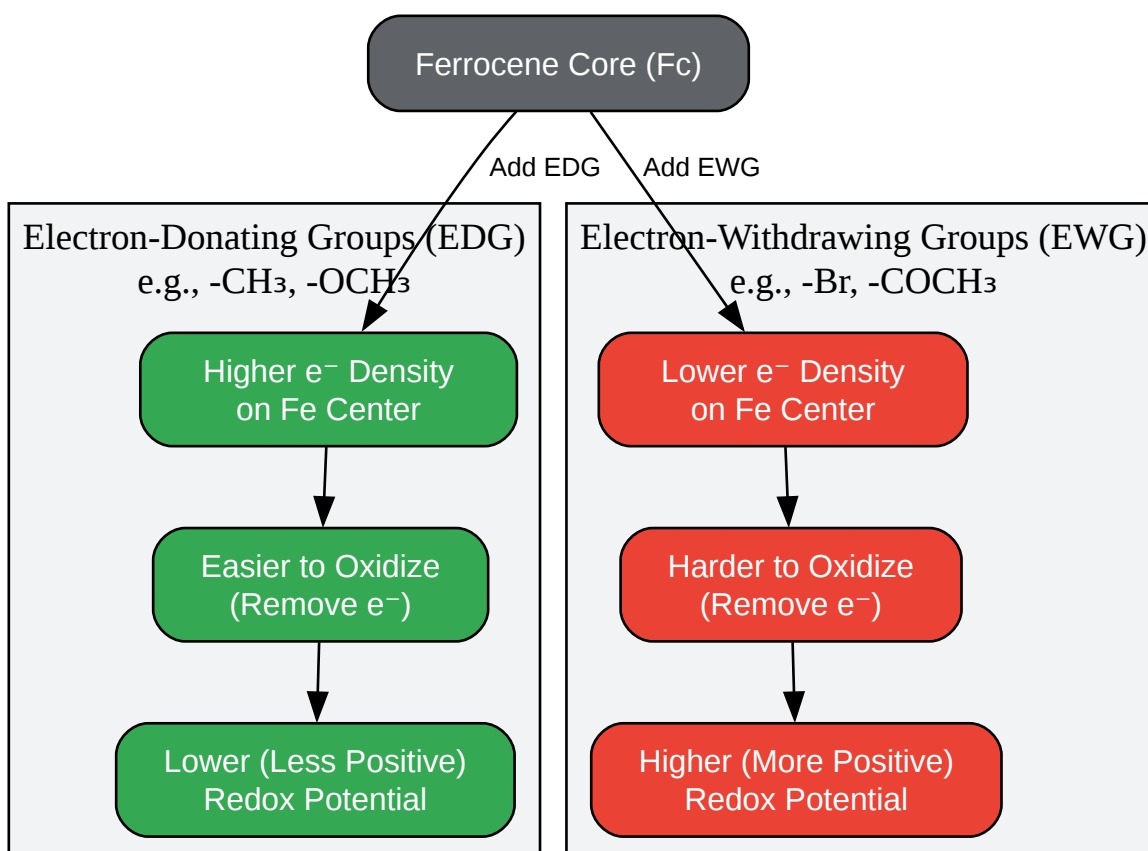 Ferrocene Core (Fc)
Add EDG
Add EWG
Electron-Donating Groups (EDG)
e.g., -CH₃, -OCH₃
Higher e⁻ Density
on Fe Center
Easier to Oxidize
(Remove e⁻)
Lower (Less Positive)
Redox Potential
Electron-Withdrawing Groups (EWG)
e.g., -Br, -COCH₃
Lower e⁻ Density
on Fe Center
Harder to Oxidize
(Remove e⁻)
Higher (More Positive)
Redox Potential